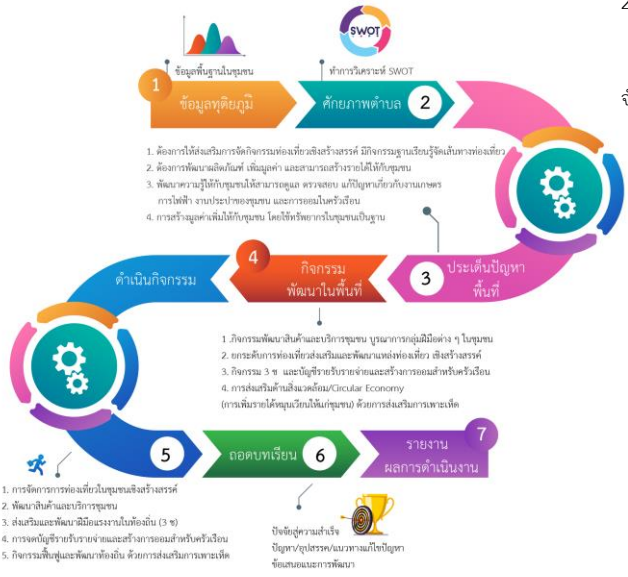 2
จ
SWOT
ข้อมูลพื้นฐานในชุมชน
ทำการวิเคราะห์ SWOT
1
ข้อมูลทุติยภูมิ
ศักยภาพตำบล
2
1. ต้องการให้ส่งเสริมการจัดกิจกรรมท่องเที่ยวเชิงสร้างสรรค์ มีกิจกรรมฐานเรียนรู้จัดเส้นทางท่องเที่ยว
2. ต้องการพัฒนาผลิตภัณฑ์ เพิ่มมูลค่า และสามารถสร้างรายได้ให้กับชุมชน
3. พัฒนาความรู้ให้กับชุมชนให้สามารถดูแล ตรวจสอบ แก้ปัญหาเกี่ยวกับงานเกษตร
การไฟฟ้า งานประปาของชุมชน และการออมในครัวเรือน
4. การสร้างมูลค่าเพิ่มให้กับชุมชน โดยใช้ทรัพยากรในชุมชนเป็นฐาน
ดำเนินกิจกรรม
4
กิจกรรม
พัฒนาในพื้นที่
3
ประเด็นปัญหา
พื้นที่
1 .กิจกรรมพัฒนาสินค้าและบริการชุมชน บูรณาการกลุ่มฝีมือต่าง ๆ ในชุมชน
2. ยกระดับการท่องเที่ยวส่งเสริมและพัฒนาแหล่งท่องเที่ยว เชิงสร้างสรรค์
3. กิจกรรม 3 ช และบัญชีรายรับรายจ่ายและสร้างการออมสำหรับครัวเรือน
4. การส่งเสริมด้านสิ่งแวดล้อม/Circular Economy
(การเพิ่มรายได้หมุนเวียนให้แก่ชุมชน) ด้วยการส่งเสริมการเพาะเห็ด
5
ถอดบทเรียน
6
รายงาน
ผลการดำเนินงาน
7
1. การจัดการการท่องเที่ยวในชุมชนเชิงสร้างสรรค์
2. พัฒนาสินค้าและบริการชุมชน
3. ส่งเสริมและพัฒนาฝีมือแรงงานในท้องถิ่น (3 ช)
4. การจดบัญชีรายรับรายจ่ายและสร้างการออมสำหรับครัวเรือน
5. กิจกรรมฟื้นฟูและพัฒนาท้องถิ่น ด้วยการส่งเสริมการเพาะเห็ด
ปัจจัยสู่ความสำเร็จ
ปัญหา/อุปสรรค/แนวทางแก้ไขปัญหา
ข้อเสนอแนะการพัฒนา